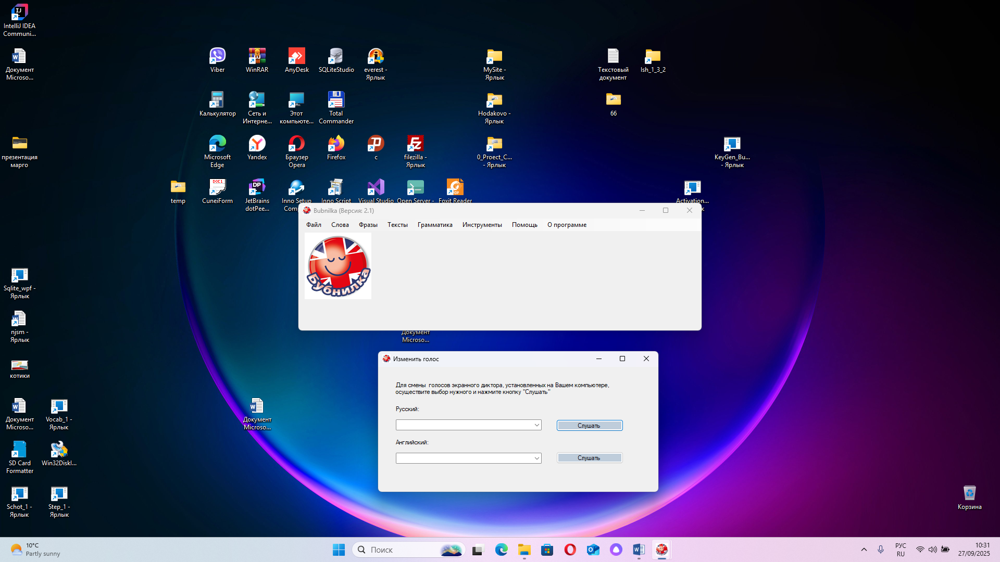 IntelliJ IDEA
Communi...
Документ
Microso...
Viber
WinRAR
AnyDesk
SQLiteStudio
everest -
Ярлык
MySite -
Ярлык
Текстовый
документ
lsh_1_3_2
Калькулятор
Сеть и
Интерне...
Этот
компьюте...
Total
Commander
Hodakovo -
Ярлык
66
презентация
марго
Microsoft
Edge
Yandex
Браузер
Opera
Firefox
c
filezilla -
Ярлык
0_Proect_C...
- Ярлык
KeyGen_Bu...
- Ярлык
temp
CuneiForm
JetBrains
dotPee...
Inno Setup
Comp
Inno Script
Visual Studio
Open Server -
Foxit Reader
Activation...
к
Bubnilka (Версия: 2.1)
Файл Слова Фразы Тексты Грамматика Инструменты Помощь О программе
Бубнилка
Sqlite_wpf -
Ярлык
njsm -
Ярлык
котики
Документ
Microso...
Изменить голос
Для смены голосов экранного диктора, установленных на Вашем компьютере,
осуществите выбор нужного и нажмите кнопку "Слушать"
Русский:
Слушать
Английский:
Слушать
Документ
Microso...
Vocab_1 -
Ярлык
Документ
Microso...
SD Card
Formatter
Win32DiskI...
Schot_1 -
Ярлык
Step_1 -
Ярлык
Корзина
10°C
Partly sunny
Поиск
РУС
RU
10:31
27/09/2025